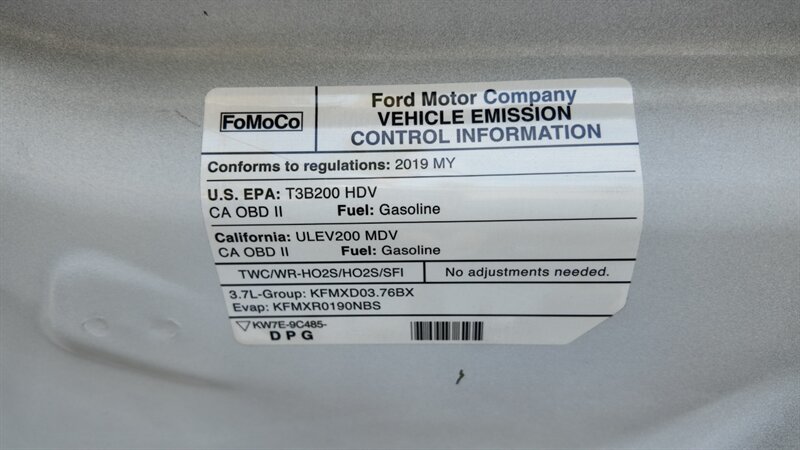 FoMoCo
Ford Motor Company
VEHICLE EMISSION
CONTROL INFORMATION
Conforms to regulations: 2019 MY
U.S. EPA: T3B200 HDV
CA OBD II Fuel: Gasoline
California: ULEV200 MDV
CA OBD II Fuel: Gasoline
TWC/WR-HO2S/HO2S/SFI
No adjustments needed.
3.7L-Group: KFMXD03.76BX
Evap: KFMXR0190NBS
KW7E-9C485-
DPG